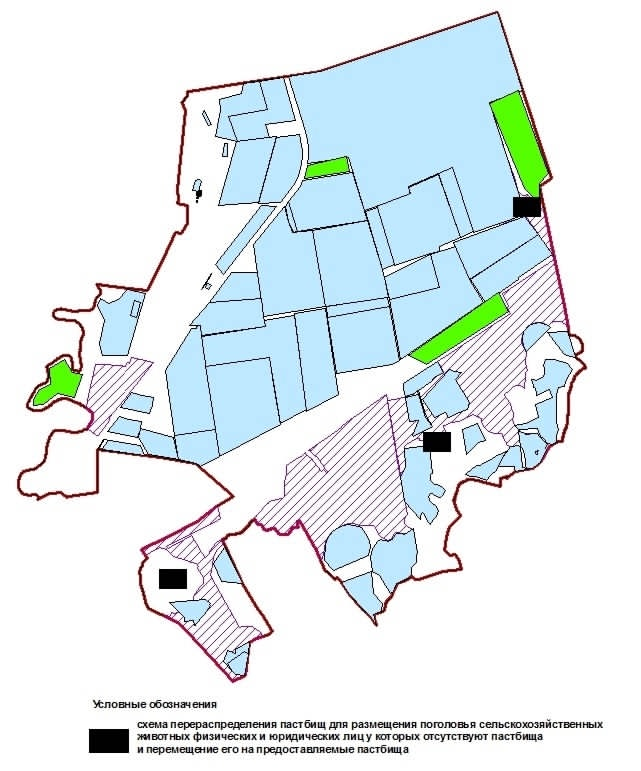 Условные обозначения
схема перераспределения пастбищ для размещения поголовья сельскохозяйственных
животных физических и юридических лиц у которых отсутствуют пастбища
и перемещение его на предоставляемые пастбища